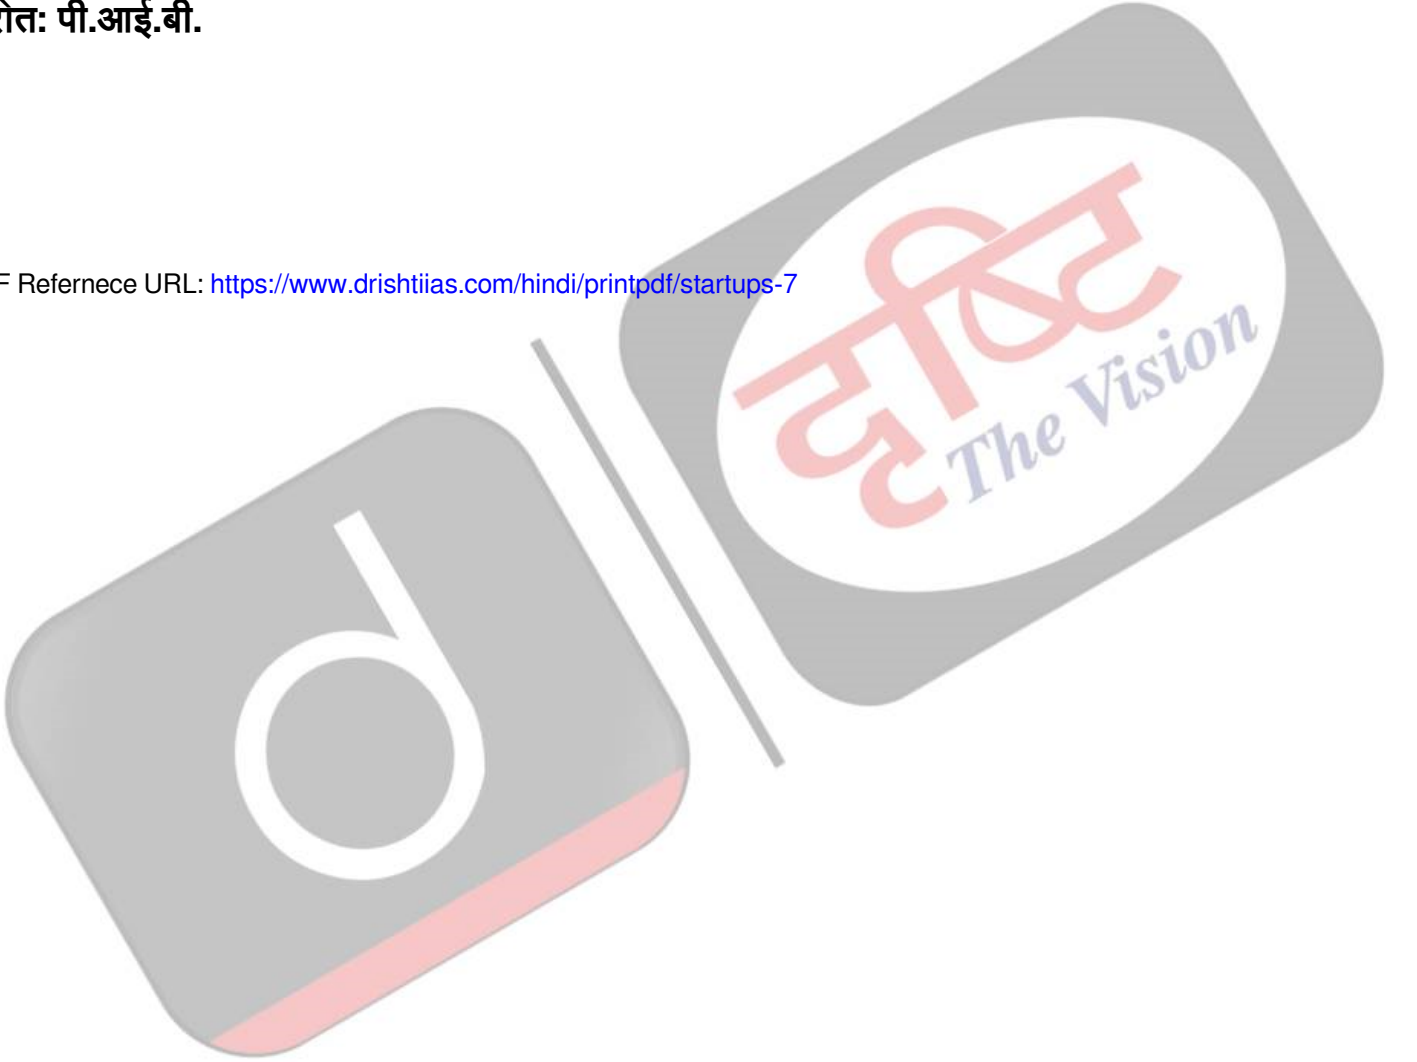 पी.आई.बी.
F Refernece URL: https://www.drishtiias.com/hindi/printpdf/startups-7
दृष्टि
The Vision
d